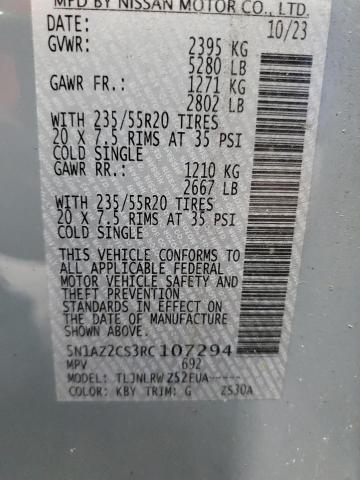 MFD BY NISSAN MOTOR CO., LTD.
DATE: 10/23
GVWR: 2395 KG
5280 LB
GAWR FR.: 1271 KG
2802 LB
WITH 235/55R20 TIRES
20 X 7.5 RIMS AT 35 PSI
COLD SINGLE
GAWR RR.: 1210 KG
2667 LB
WITH 235/55R20 TIRES
20 X 7.5 RIMS AT 35 PSI
COLD SINGLE
THIS VEHICLE CONFORMS TO
ALL APPLICABLE FEDERAL
MOTOR VEHICLE SAFETY AND
THEFT PREVENTION
STANDARDS IN EFFECT ON
THE DATE OF MANUFACTURE
SHOWN ABOVE.
5N1AZ2CS3RC107294
MPV 692
MODEL: TLJNLRWZS2EUA-----
COLOR: KBY TRIM: G ZS30A